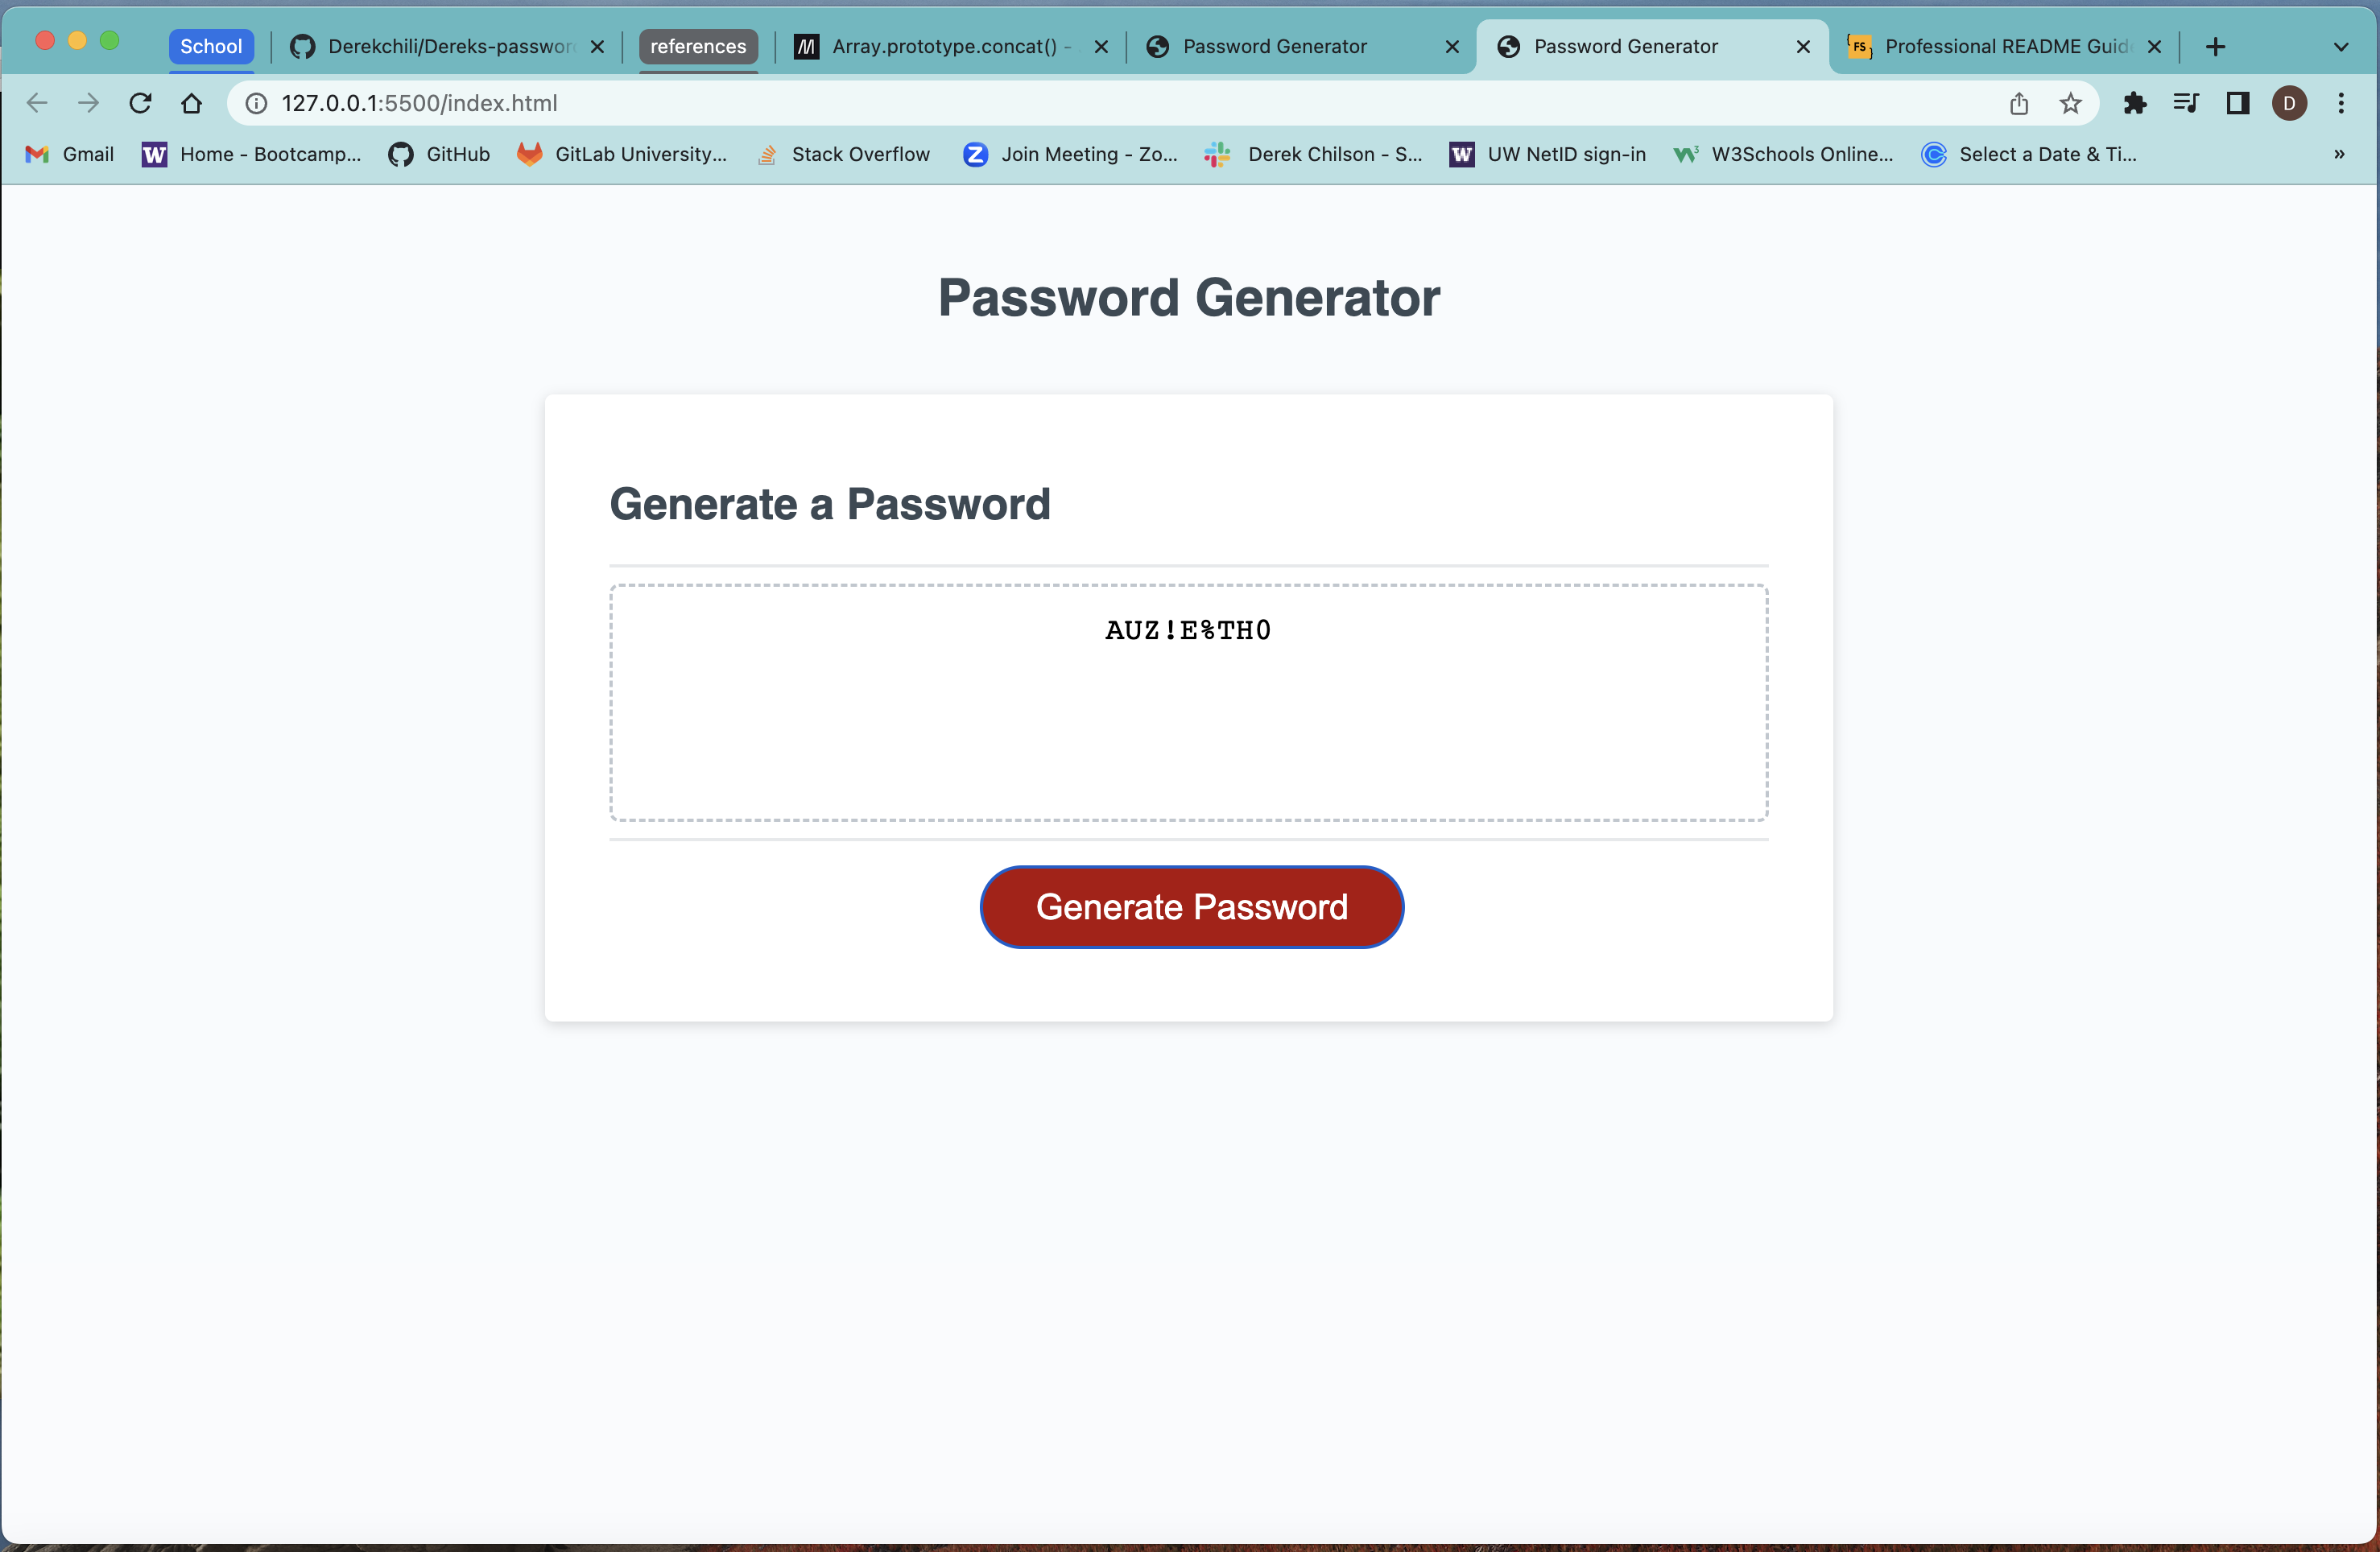 School Derekchili/Dereks-passwor references Array.prototype.concat() - Password Generator Password Generator Professional README Guid
127.0.0.1:5500/index.html D
Gmail Home - Bootcamp... GitHub GitLab University... Stack Overflow Join Meeting - Zo... Derek Chilson - S... UW NetID sign-in W3Schools Online... Select a Date & Ti... »
Password Generator
Generate a Password
AUZ!E%TH0
Generate Password